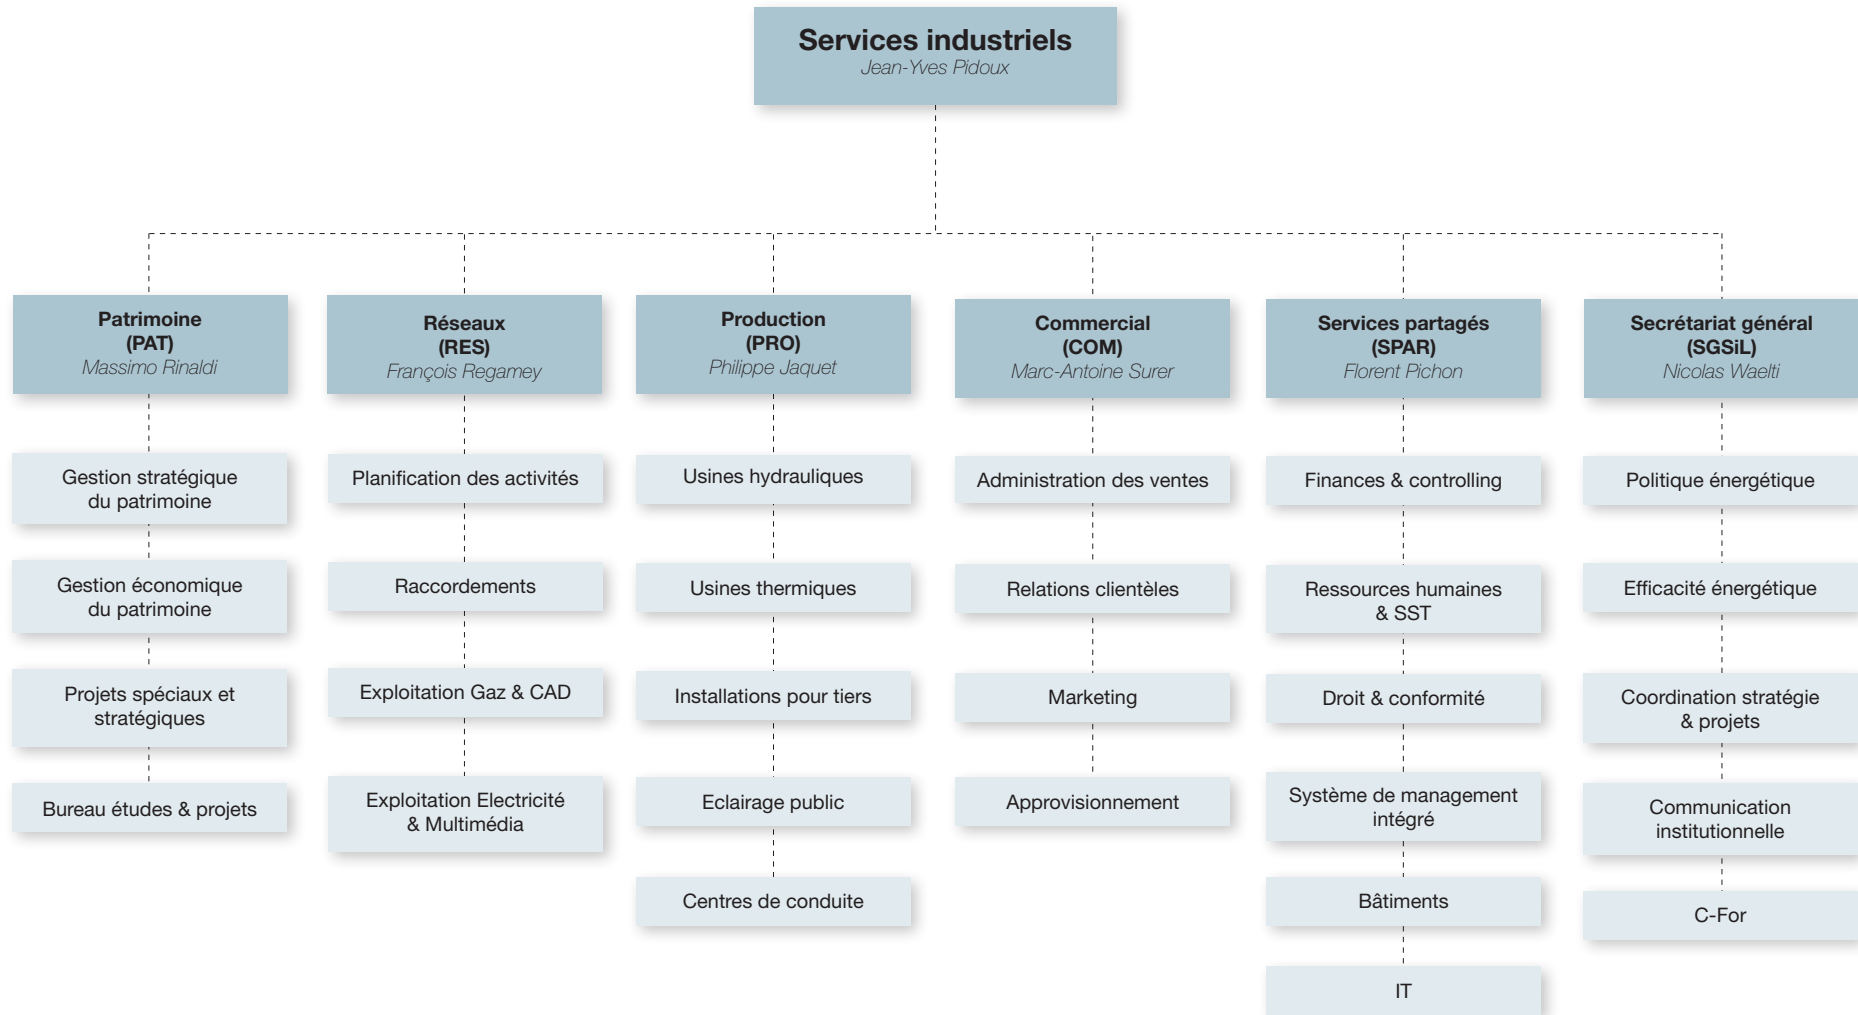 Services industriels
Jean-Yves Pidoux
Patrimoine
(PAT)
Massimo Rinaldi
Gestion stratégique
du patrimoine
Gestion économique
du patrimoine
Projets spéciaux et
stratégiques
Bureau études & projets
Réseaux
(RES)
François Regamey
Planification des activités
Raccordements
Exploitation Gaz & CAD
Exploitation Electricité
& Multimédia
Production
(PRO)
Philippe Jaquet
Usines hydrauliques
Usines thermiques
Installations pour tiers
Eclairage public
Centres de conduite
Commercial
(COM)
Marc-Antoine Surer
Administration des ventes
Relations clientèles
Marketing
Approvisionnement
Services partagés
(SPAR)
Florent Pichon
Finances & controlling
Ressources humaines
& SST
Droit & conformité
Système de management
intégré
Bâtiments
IT
Secrétariat général
(SGSiL)
Nicolas Waelti
Politique énergétique
Efficacité énergétique
Coordination stratégie
& projets
Communication
institutionnelle
C-For